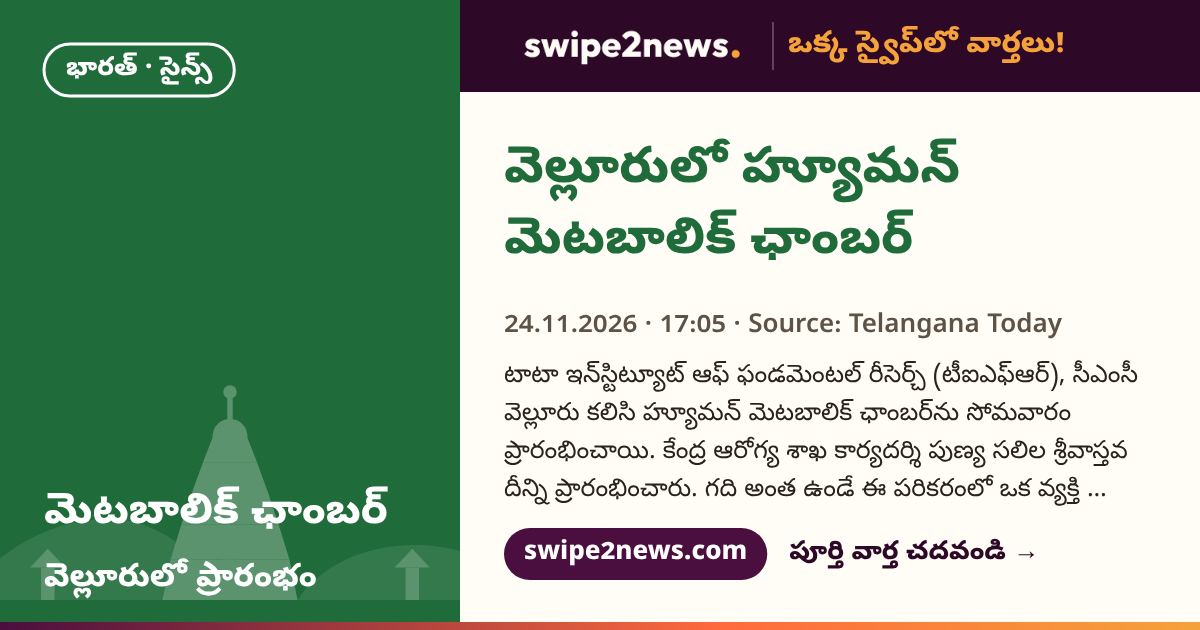 భారత్ · సైన్స్
మెటబాలిక్ ఛాంబర్
వెల్లూరులో ప్రారంభం
swipe2news.
ఒక్క స్వైప్‌లో వార్తలు!
వెల్లూరులో హ్యూమన్
మెటబాలిక్ ఛాంబర్
24.11.2026 · 17:05 · Source: Telangana Today
టాటా ఇన్‌స్టిట్యూట్ ఆఫ్ ఫండమెంటల్ రీసెర్చ్ (టీఐఎఫ్ఆర్), సీఎంసీ
వెల్లూరు కలిసి హ్యూమన్ మెటబాలిక్ ఛాంబర్‌ను సోమవారం
ప్రారంభించాయి. కేంద్ర ఆరోగ్య శాఖ కార్యదర్శి పుణ్య సలిల శ్రీవాస్తవ
దీన్ని ప్రారంభించారు. గది అంత ఉండే ఈ పరికరంలో ఒక వ్యక్తి ...
swipe2news.com
పూర్తి వార్త చదవండి →